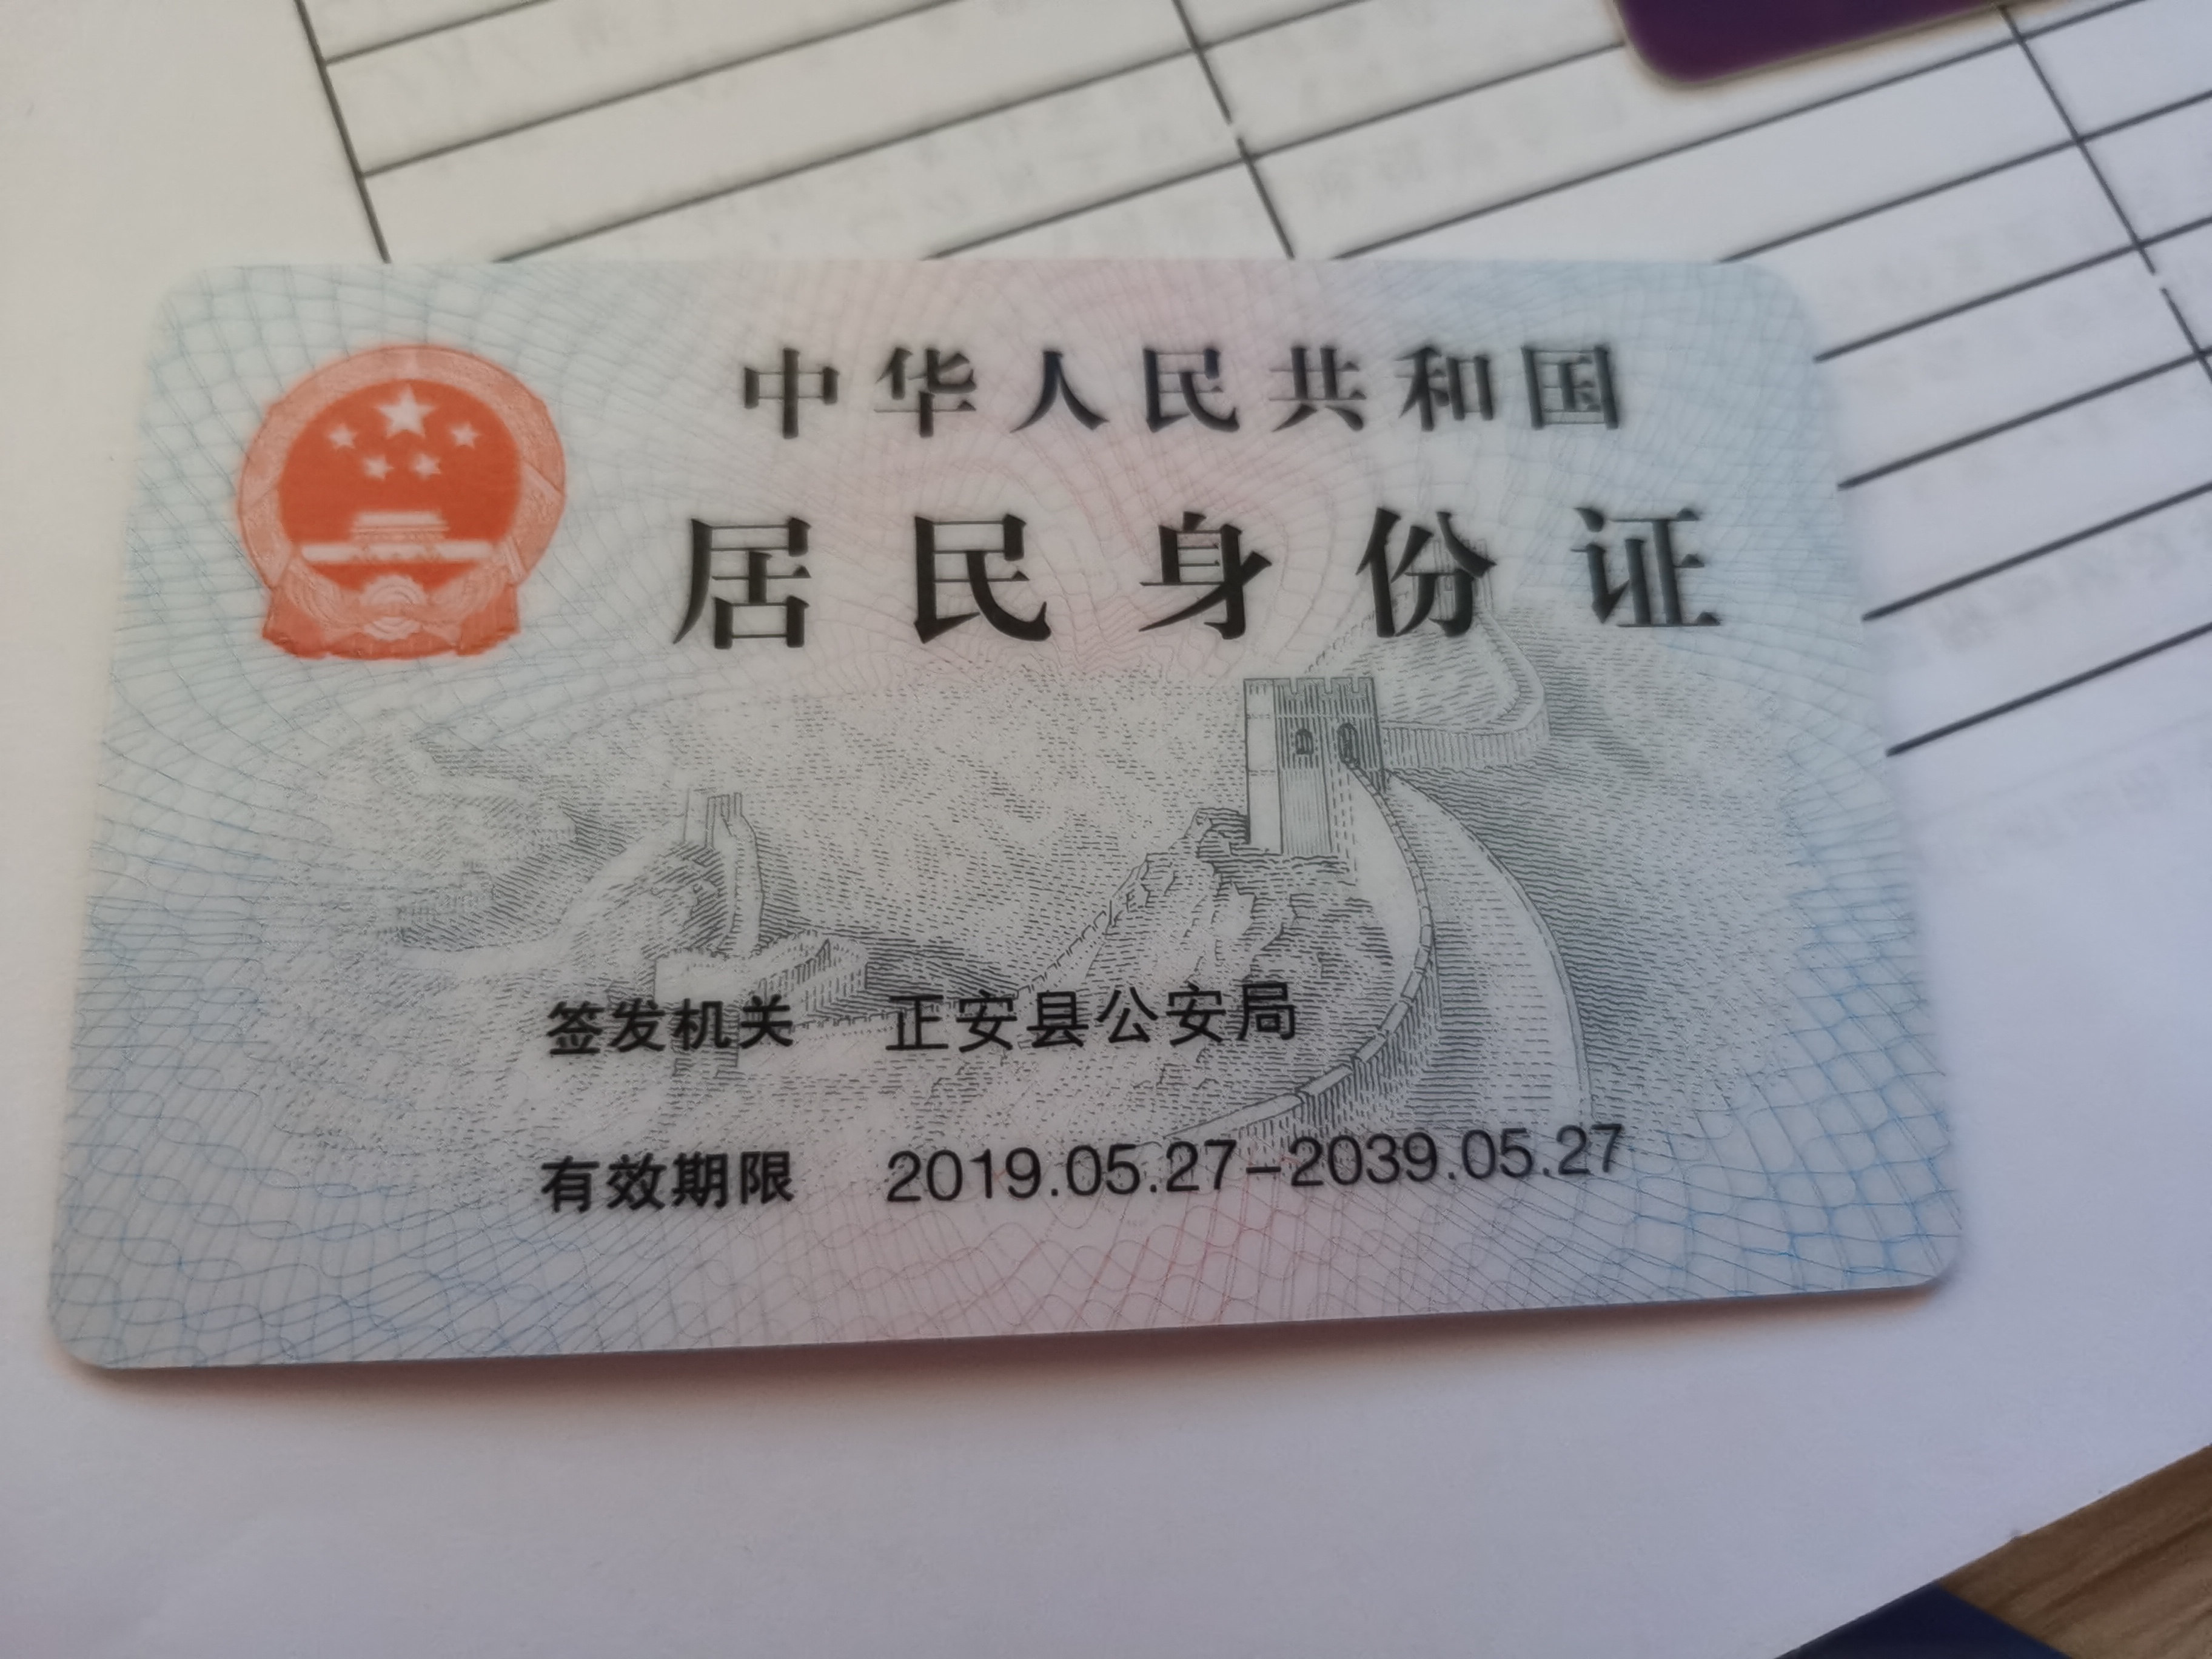 中华人民共和国
居民身份证
签发机关 正安县公安局
有效期限 2019.05.27-2039.05.27